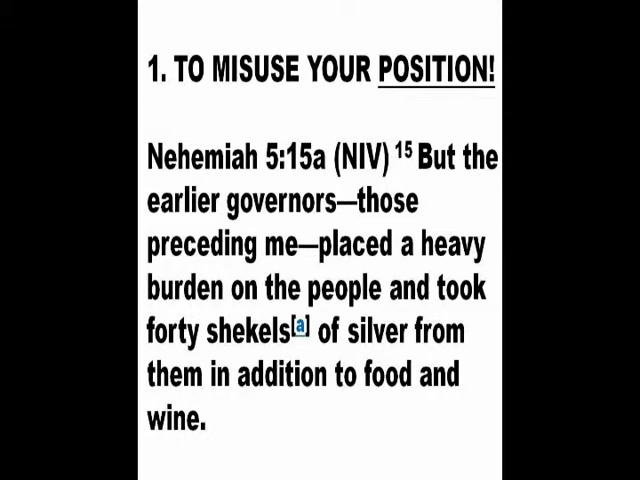 1. TO MISUSE YOUR POSITION!
Nehemiah 5:15a (NIV) 15 But the
earlier governors—those
preceding me—placed a heavy
burden on the people and took
forty shekels[a] of silver from
them in addition to food and
wine.